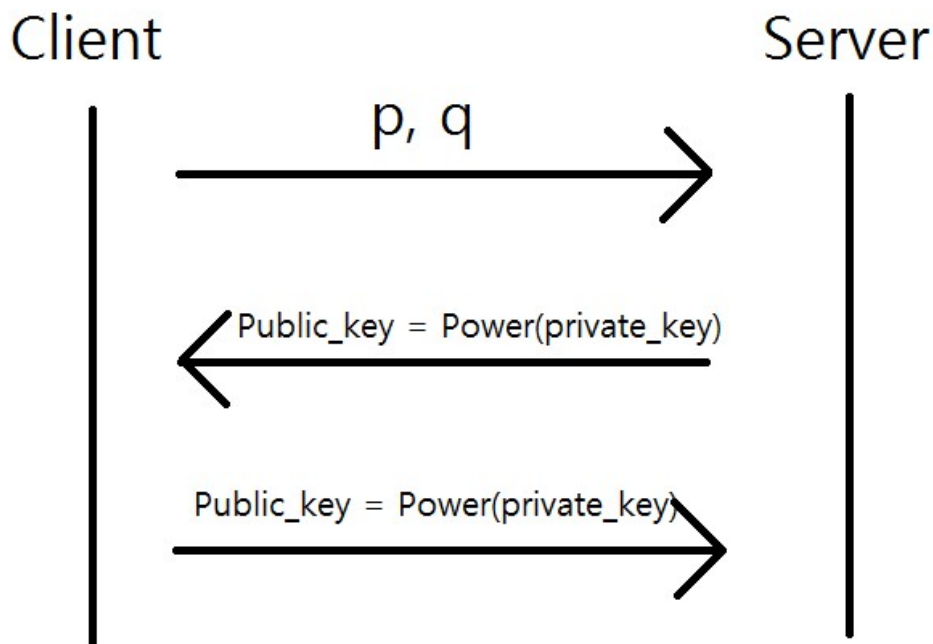 Client
Server
p, q
Public_key = Power(private_key)
Public_key = Power(private_key)